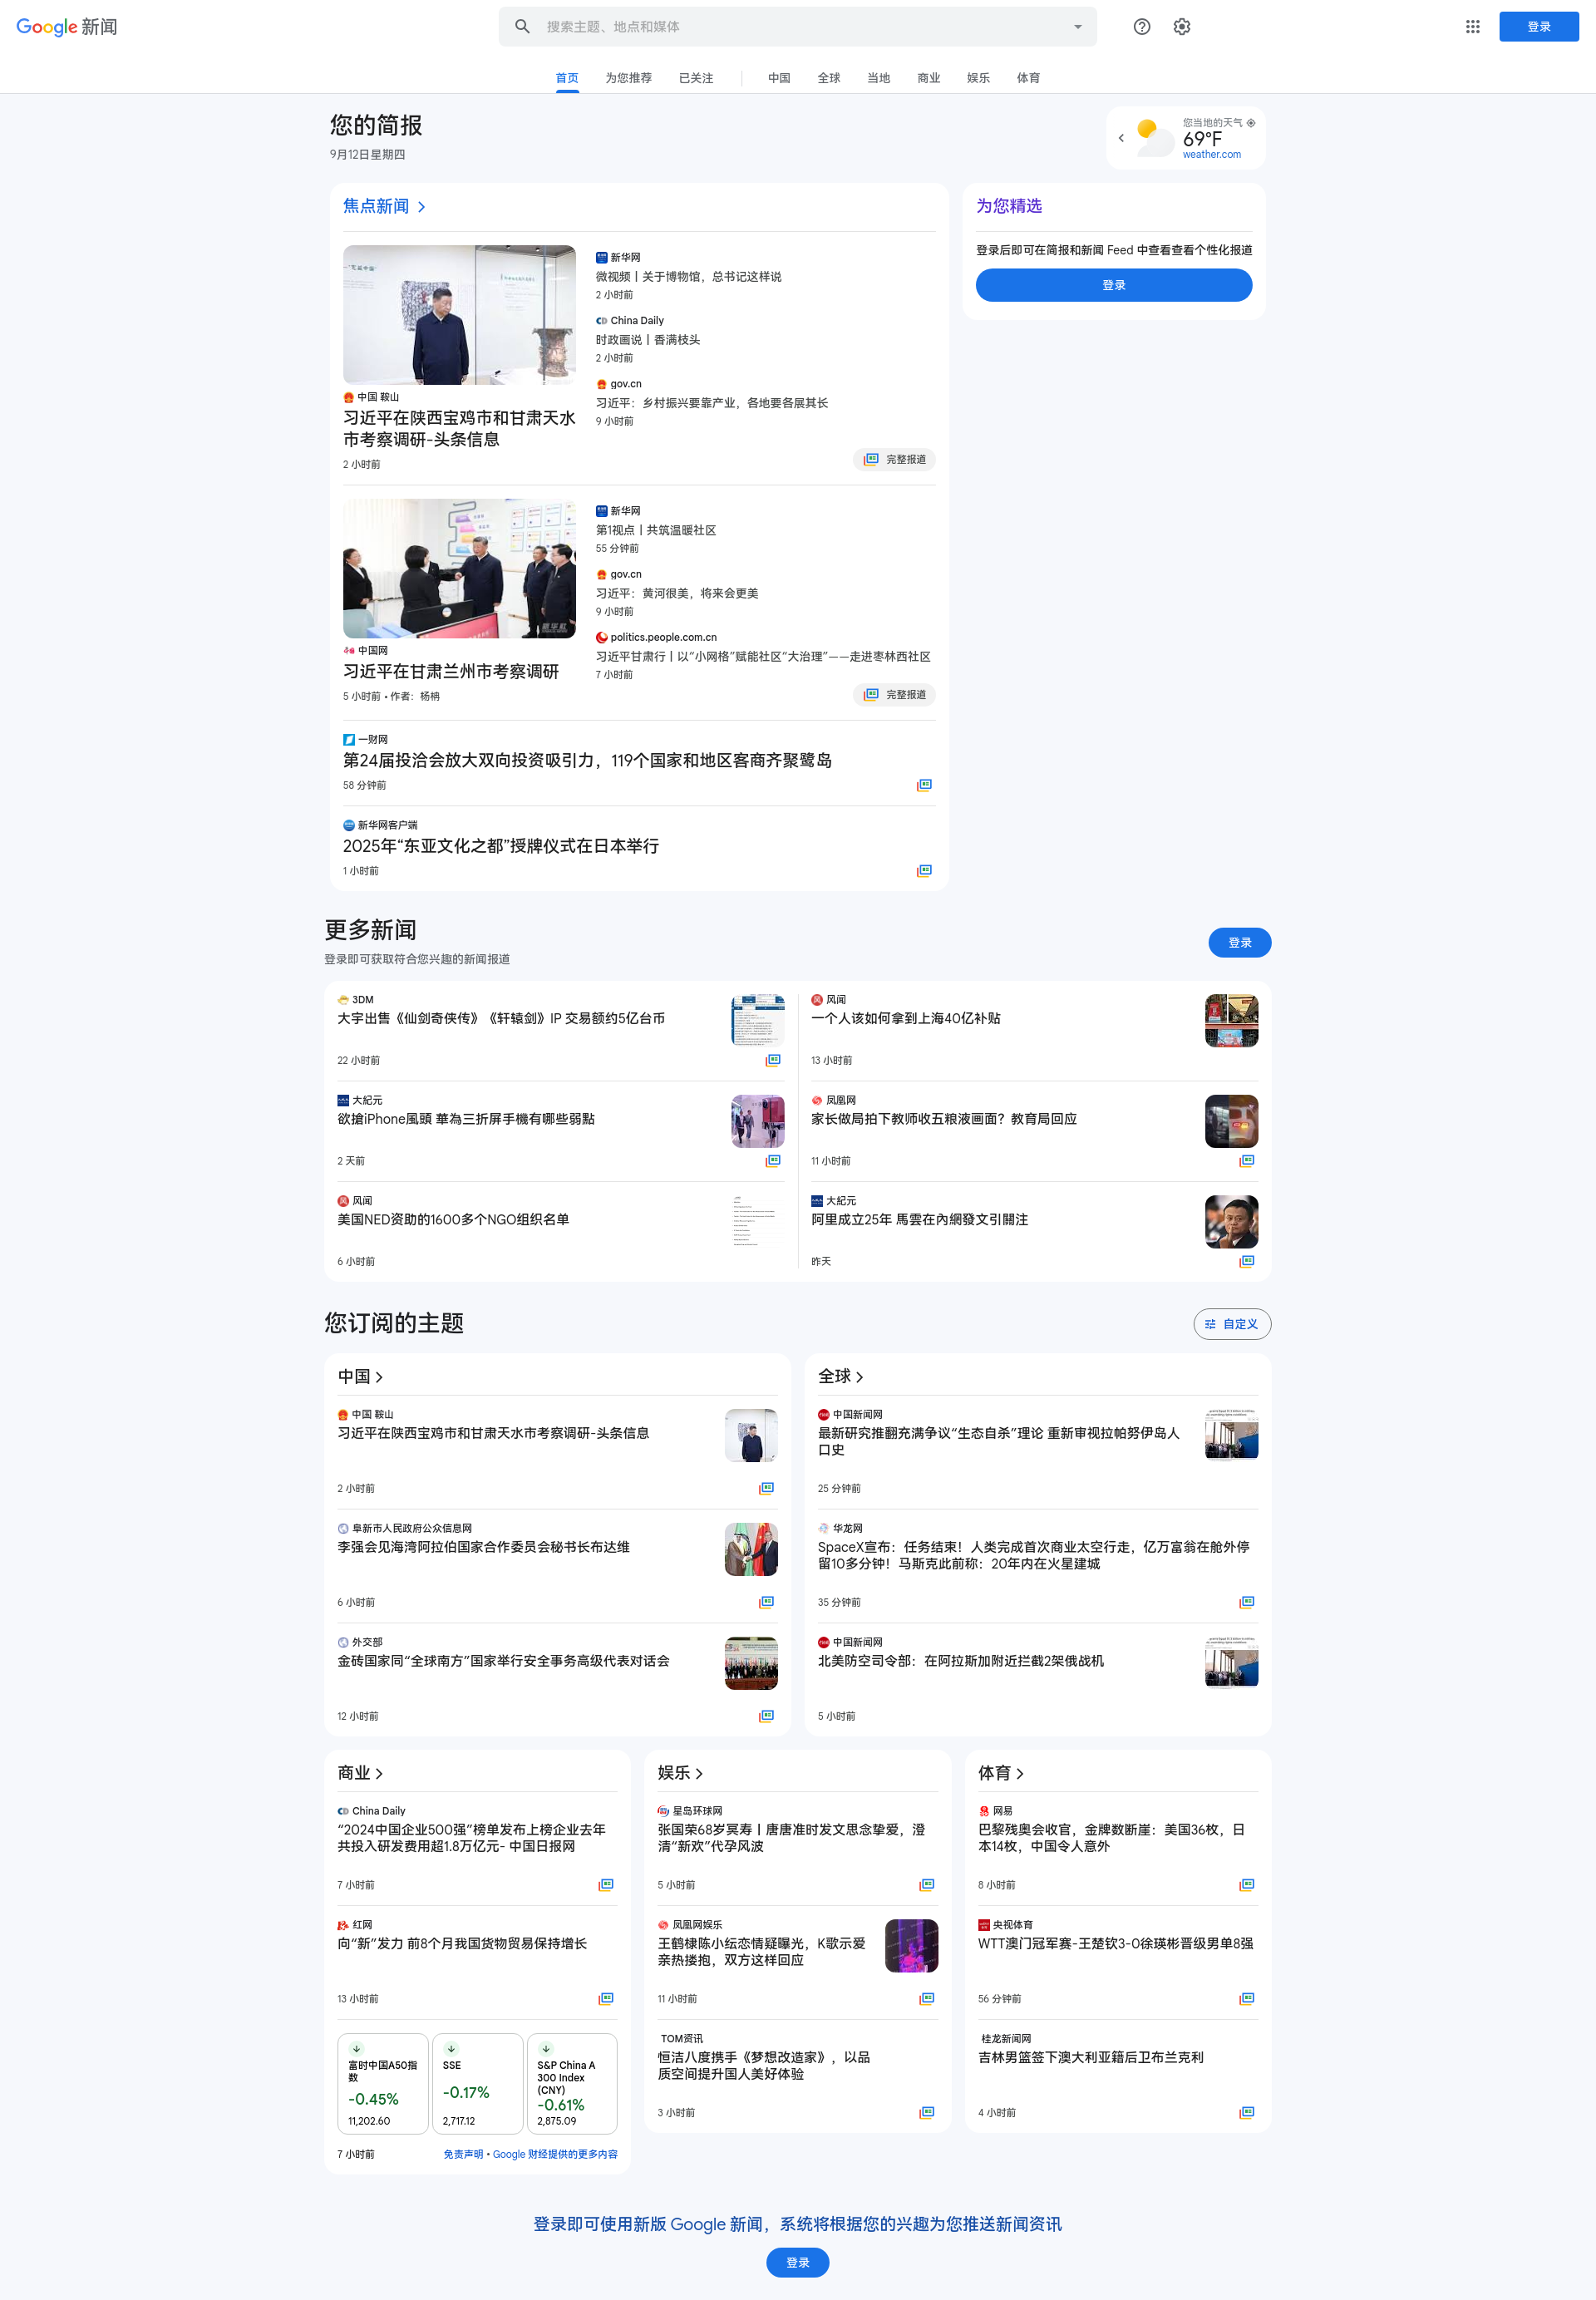 Google 新闻
搜索主题、地点和媒体
登录
首页
为您推荐
已关注
中国
全球
当地
商业
娱乐
体育
您的简报
9月12日星期四
您当地的天气
69°F
weather.com
焦点新闻
中国 鞍山
习近平在陕西宝鸡市和甘肃天水
市考察调研-头条信息
2 小时前
新华网
微视频丨关于博物馆，总书记这样说
2 小时前
China Daily
时政画说丨香满枝头
2 小时前
gov.cn
习近平：乡村振兴要靠产业，各地要各展其长
9 小时前
完整报道
中国网
习近平在甘肃兰州市考察调研
5 小时前 • 作者：杨枘
新华网
第1视点丨共筑温暖社区
55 分钟前
gov.cn
习近平：黄河很美，将来会更美
9 小时前
politics.people.com.cn
习近平甘肃行丨以“小网格”赋能社区“大治理”——走进枣林西社区
7 小时前
完整报道
一财网
第24届投洽会放大双向投资吸引力，119个国家和地区客商齐聚鹭岛
58 分钟前
新华网客户端
2025年“东亚文化之都”授牌仪式在日本举行
1 小时前
为您精选
登录后即可在简报和新闻 Feed 中查看查看个性化报道
登录
更多新闻
登录即可获取符合您兴趣的新闻报道
登录
3DM
大宇出售《仙剑奇侠传》《轩辕剑》IP 交易额约5亿台币
22 小时前
风闻
一个人该如何拿到上海40亿补贴
13 小时前
大紀元
欲搶iPhone風頭 華為三折屏手機有哪些弱點
2 天前
凤凰网
家长做局拍下教师收五粮液画面？教育局回应
11 小时前
风闻
美国NED资助的1600多个NGO组织名单
6 小时前
大紀元
阿里成立25年 馬雲在內網發文引關注
昨天
您订阅的主题
自定义
中国
中国 鞍山
习近平在陕西宝鸡市和甘肃天水市考察调研-头条信息
2 小时前
阜新市人民政府公众信息网
李强会见海湾阿拉伯国家合作委员会秘书长布达维
6 小时前
外交部
金砖国家同“全球南方”国家举行安全事务高级代表对话会
12 小时前
全球
中国新闻网
最新研究推翻充满争议“生态自杀”理论 重新审视拉帕努伊岛人
口史
25 分钟前
华龙网
SpaceX宣布：任务结束！人类完成首次商业太空行走，亿万富翁在舱外停
留10多分钟！马斯克此前称：20年内在火星建城
35 分钟前
中国新闻网
北美防空司令部：在阿拉斯加附近拦截2架俄战机
5 小时前
商业
China Daily
“2024中国企业500强”榜单发布上榜企业去年
共投入研发费用超1.8万亿元- 中国日报网
7 小时前
红网
向“新”发力 前8个月我国货物贸易保持增长
13 小时前
富时中国A50指
数
-0.45%
11,202.60
SSE
-0.17%
2,717.12
S&P China A
300 Index
(CNY)
-0.61%
2,875.09
7 小时前
免责声明 • Google 财经提供的更多内容
娱乐
星岛环球网
张国荣68岁冥寿丨唐唐准时发文思念挚爱，澄
清“新欢”代孕风波
5 小时前
凤凰网娱乐
王鹤棣陈小纭恋情疑曝光，K歌示爱
亲热搂抱，双方这样回应
11 小时前
TOM资讯
恒洁八度携手《梦想改造家》，以品
质空间提升国人美好体验
3 小时前
体育
网易
巴黎残奥会收官，金牌数断崖：美国36枚，日
本14枚，中国令人意外
8 小时前
央视体育
WTT澳门冠军赛-王楚钦3-0徐瑛彬晋级男单8强
56 分钟前
桂龙新闻网
吉林男篮签下澳大利亚籍后卫布兰克利
4 小时前
登录即可使用新版 Google 新闻，系统将根据您的兴趣为您推送新闻资讯
登录